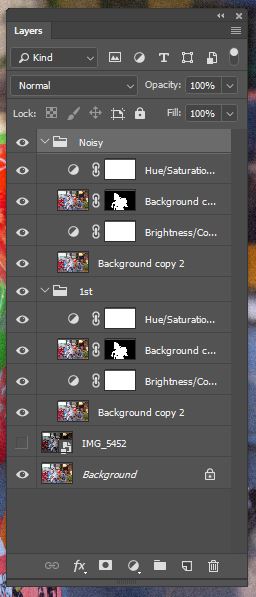 Layers
Kind
Normal
Opacity: 100%
Lock:
Fill: 100%
Noisy
Hue/Saturatio...
Background c...
Brightness/Co...
Background copy 2
1st
Hue/Saturatio...
Background c...
Brightness/Co...
Background copy 2
IMG_5452
Background
fx